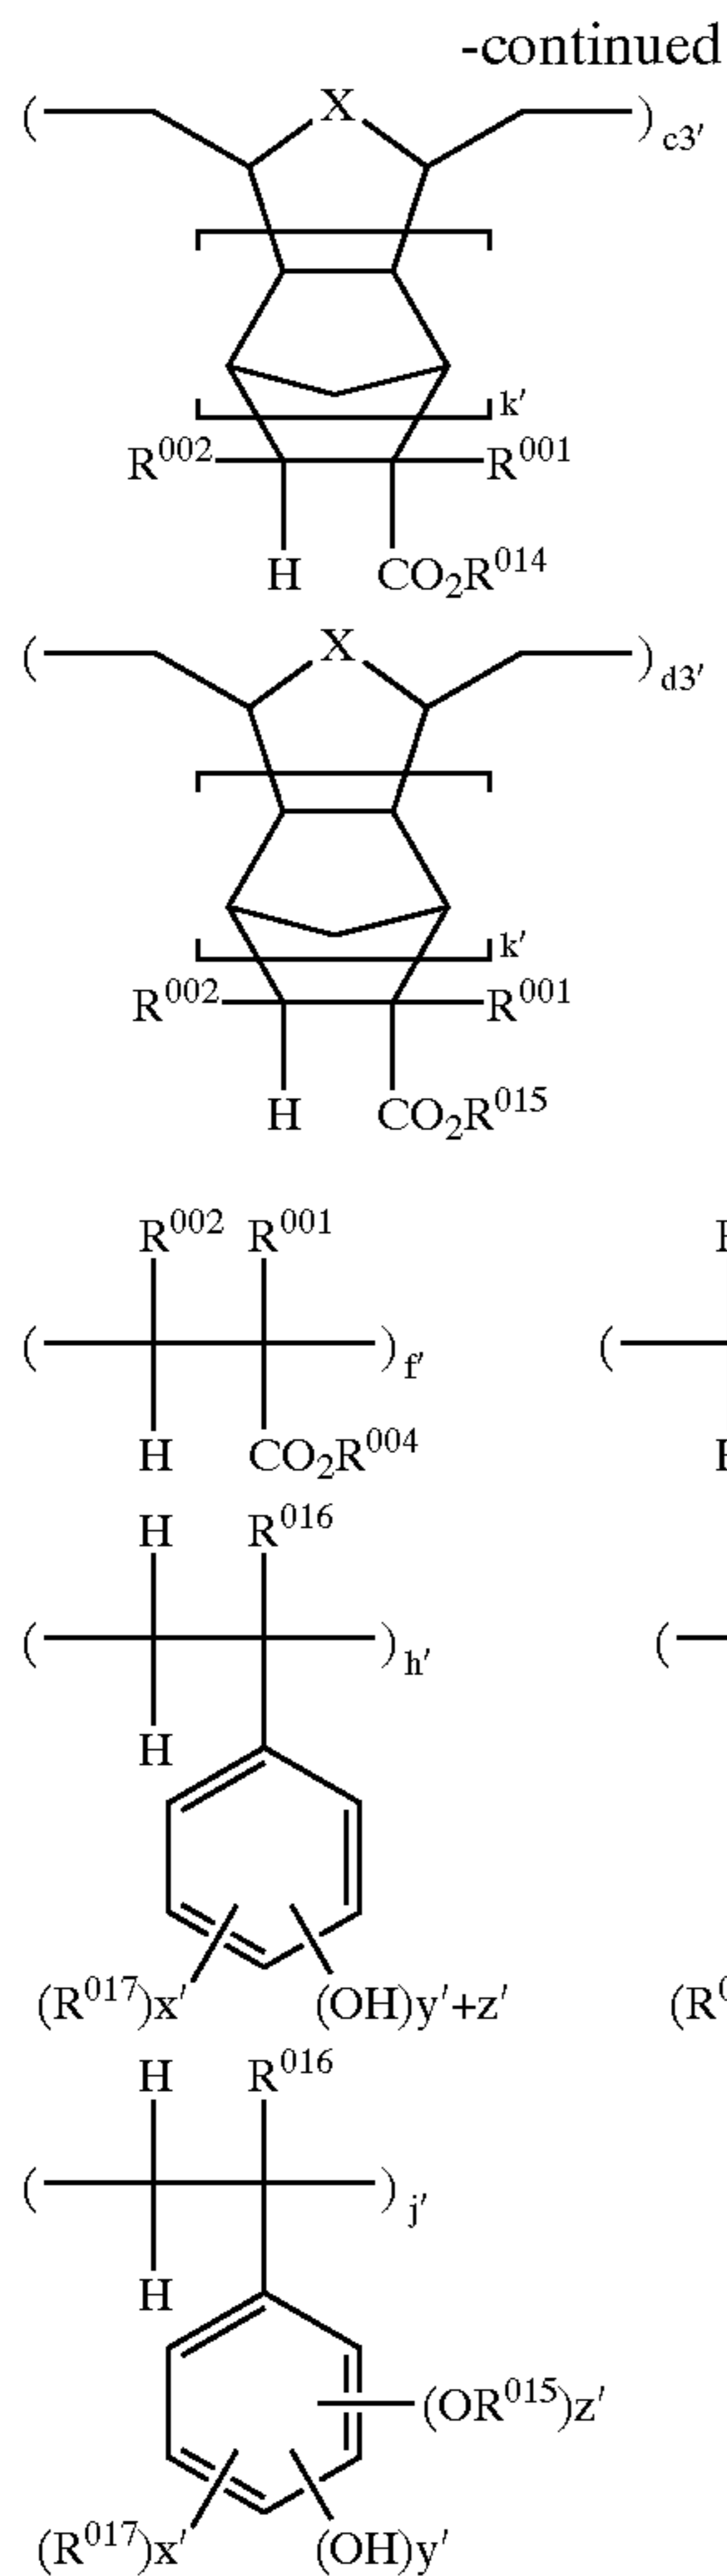 -continued
( X )c3'
k'
R002 R001
H CO2R014
( X )d3'
k'
R002 R001
H CO2R015
R002 R001
( )f' (
H CO2R004
H R016
( )h' (
H
(R017)x' (OH)y'+z'
H R016
( )j'
H
(OR015)z'
(R017)x' (OH)y'